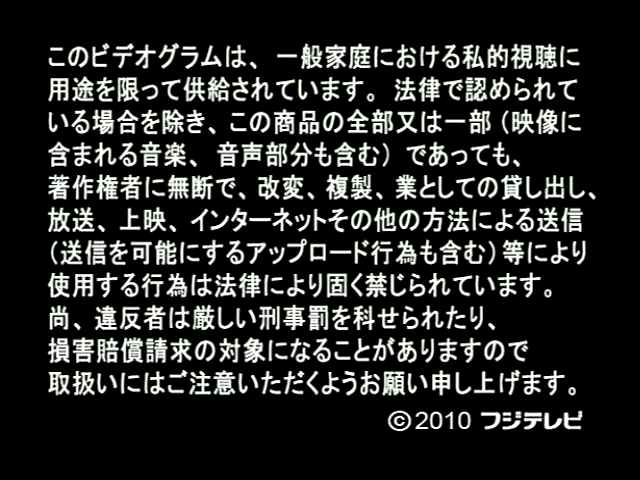 このビデオグラムは、一般家庭における私的視聴に
用途を限って供給されています。法律で認められて
いる場合を除き、この商品の全部又は一部（映像に
含まれる音楽、音声部分も含む）であっても、
著作権者に無断で、改変、複製、業としての貸し出し、
放送、上映、インターネットその他の方法による送信
（送信を可能にするアップロード行為も含む）等により
使用する行為は法律により固く禁じられています。
尚、違反者は厳しい刑事罰を科せられたり、
損害賠償請求の対象になることがありますので
取扱いにはご注意いただくようお願い申し上げます。
©2010 フジテレビ